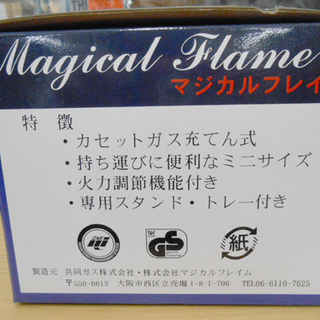 Magical Flame
マジカルフレイ
特 徴
・カセットガス充てん式
・持ち運びに便利なミニサイズ
・火力調節機能付き
・専用スタンド・トレー付き
GS
紙
製造元 共同ガス株式会社・株式会社マジカルフレイム
〒550-0012 大阪市西区立売堀1-8-1-706 TEL06-6110-7625